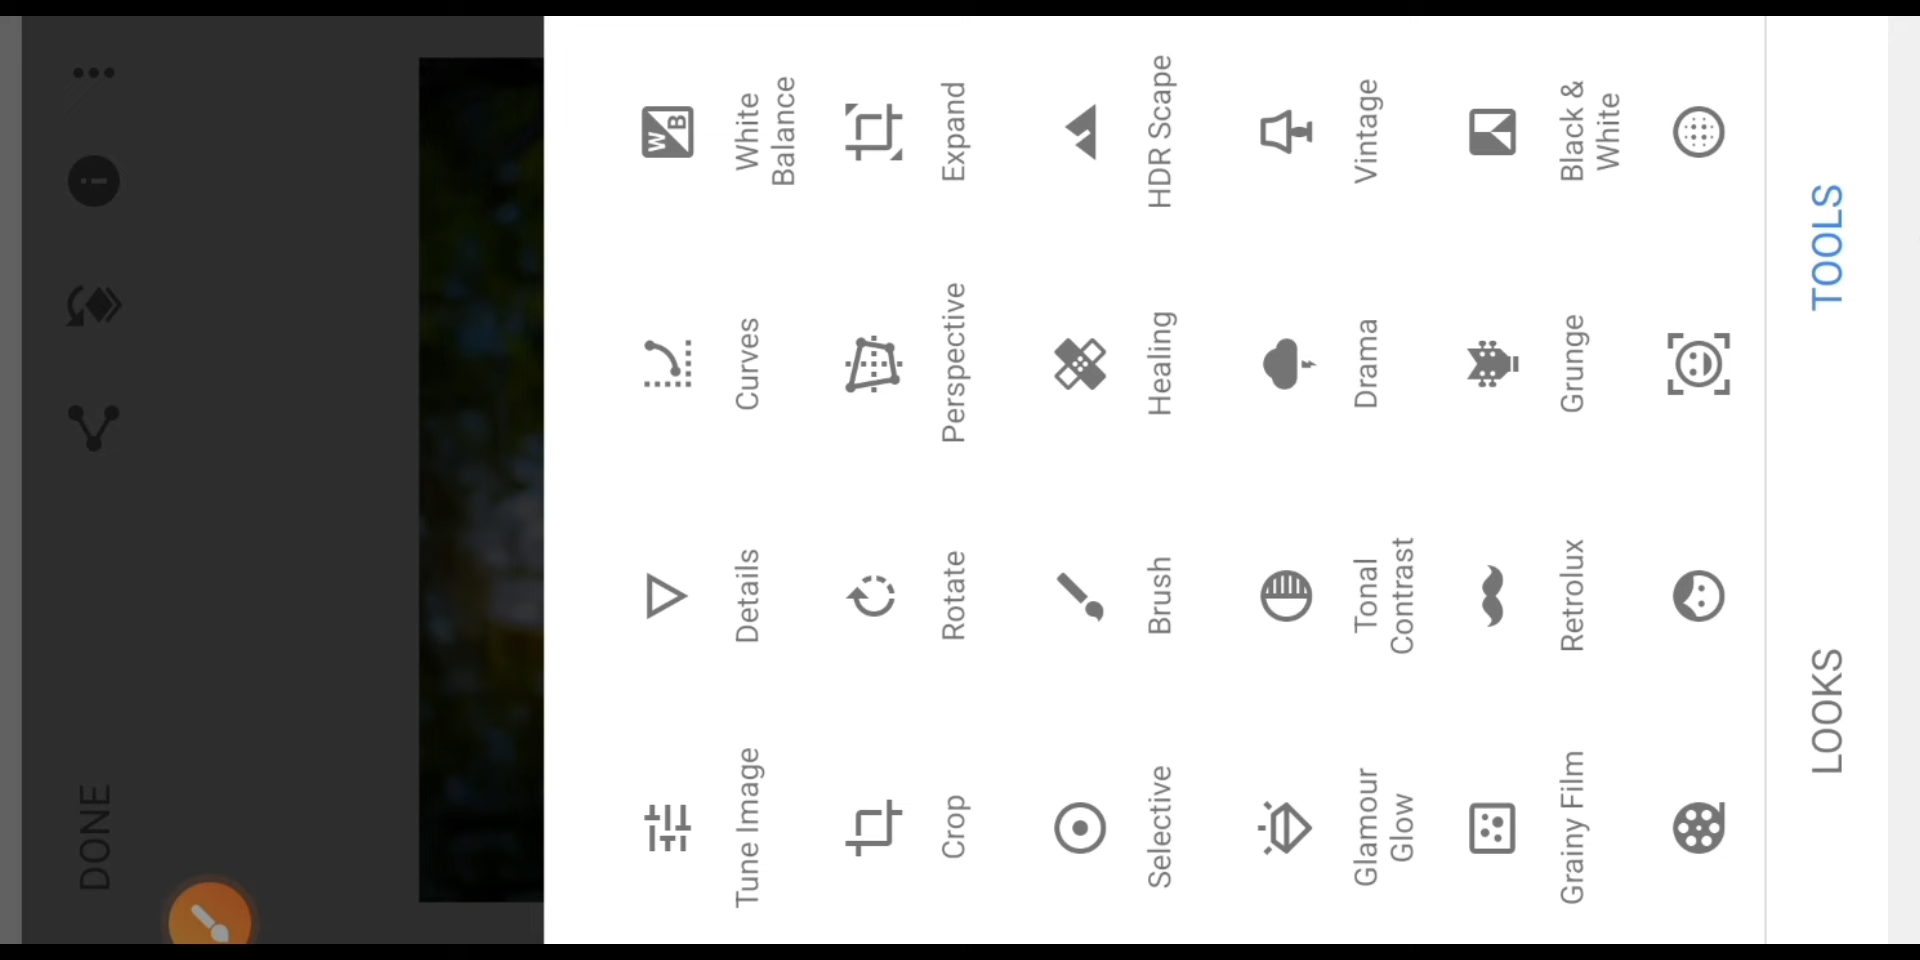 DONE
Tune Image
Details
Curves
W
B
White
Balance
Crop
Rotate
Perspective
Expand
Selective
Brush
Healing
HDR Scape
Glamour
Glow
Tonal
Contrast
Drama
Vintage
Grainy Film
Retrolux
Grunge
Black &
White
LOOKS
TOOLS